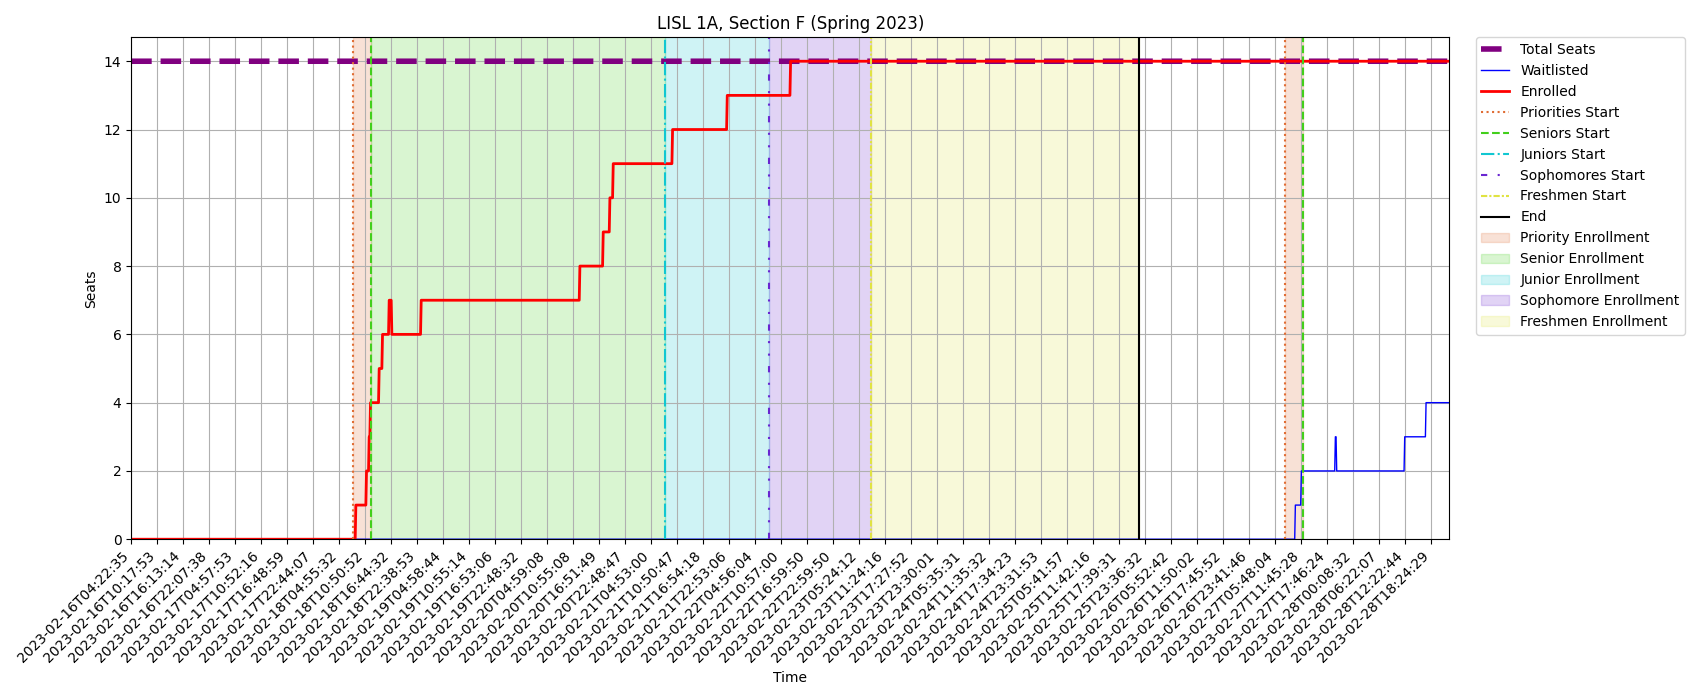 LISL 1A, Section F (Spring 2023)
Seats
14
12
10
8
6
4
2
0
2023-02-16T04:22:35
2023-02-16T10:17:53
2023-02-16T16:13:14
2023-02-16T22:07:38
2023-02-17T04:57:53
2023-02-17T10:52:16
2023-02-17T16:48:59
2023-02-17T22:44:07
2023-02-18T04:55:32
2023-02-18T10:50:52
2023-02-18T16:44:32
2023-02-18T22:38:53
2023-02-19T04:58:44
2023-02-19T10:55:14
2023-02-19T16:53:06
2023-02-19T22:48:32
2023-02-20T04:59:08
2023-02-20T10:55:08
2023-02-20T16:51:49
2023-02-20T22:48:47
2023-02-21T04:53:00
2023-02-21T10:50:47
2023-02-21T16:54:18
2023-02-21T22:53:06
2023-02-22T04:56:04
2023-02-22T10:57:00
2023-02-22T16:59:50
2023-02-22T22:59:50
2023-02-23T05:24:12
2023-02-23T11:24:16
2023-02-23T17:27:52
2023-02-23T23:30:01
2023-02-24T05:35:31
2023-02-24T11:35:32
2023-02-24T17:34:23
2023-02-24T23:31:53
2023-02-25T05:41:57
2023-02-25T11:42:16
2023-02-25T17:39:31
2023-02-25T23:36:32
2023-02-26T05:52:42
2023-02-26T11:50:02
2023-02-26T17:45:52
2023-02-26T23:41:46
2023-02-27T05:48:04
2023-02-27T11:45:28
2023-02-27T17:46:24
2023-02-28T00:08:32
2023-02-28T06:22:07
2023-02-28T12:22:44
2023-02-28T18:24:29
Time
Total Seats
Waitlisted
Enrolled
Priorities Start
Seniors Start
Juniors Start
Sophomores Start
Freshmen Start
End
Priority Enrollment
Senior Enrollment
Junior Enrollment
Sophomore Enrollment
Freshmen Enrollment